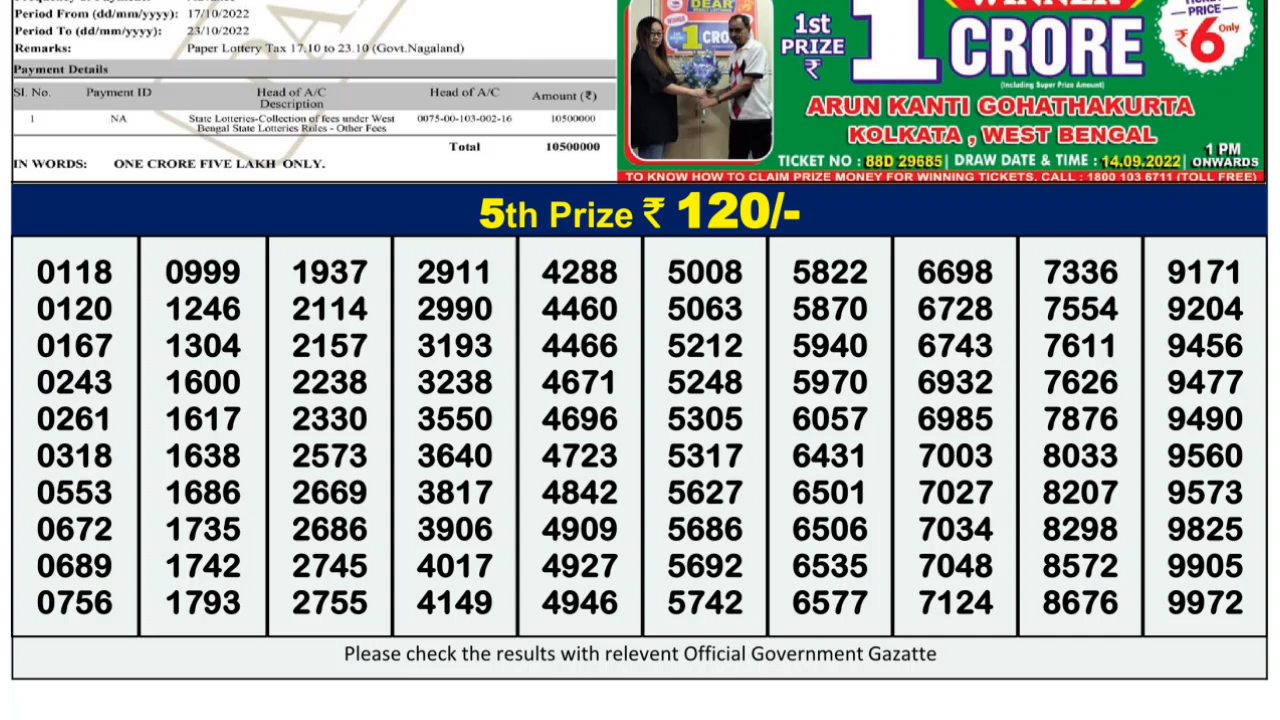 Period From (dd/mm/yyyy): 17/10/2022
Period To (dd/mm/yyyy): 23/10/2022
Remarks: Paper Lottery Tax 17.10 to 23.10 (Govt.Nagaland)
Payment Details
Sl. No. Payment ID Head of A/C Description Head of A/C Amount (₹)
1 NA State Lotteries-Collection of fees under West Bengal State Lotteries Rules - Other Fees 0075-00-103-002-16 10500000
Total 10500000
IN WORDS: ONE CRORE FIVE LAKH ONLY.
DEAR
1 CRO
1st
PRIZE
₹
WINNER
1 CRORE
(Including Super Prize Amount)
TICKET
PRICE
₹6 Only
ARUN KANTI GOHATHAKURTA
KOLKATA , WEST BENGAL
TICKET NO : 88D 29685| DRAW DATE & TIME : 14.09.2022| 1 PM ONWARDS
TO KNOW HOW TO CLAIM PRIZE MONEY FOR WINNING TICKETS, CALL : 1800 103 6711 (TOLL FREE)
5th Prize ₹ 120/-
0118 0999 1937 2911 4288 5008 5822 6698 7336 9171
0120 1246 2114 2990 4460 5063 5870 6728 7554 9204
0167 1304 2157 3193 4466 5212 5940 6743 7611 9456
0243 1600 2238 3238 4671 5248 5970 6932 7626 9477
0261 1617 2330 3550 4696 5305 6057 6985 7876 9490
0318 1638 2573 3640 4723 5317 6431 7003 8033 9560
0553 1686 2669 3817 4842 5627 6501 7027 8207 9573
0672 1735 2686 3906 4909 5686 6506 7034 8298 9825
0689 1742 2745 4017 4927 5692 6535 7048 8572 9905
0756 1793 2755 4149 4946 5742 6577 7124 8676 9972
Please check the results with relevent Official Government Gazatte